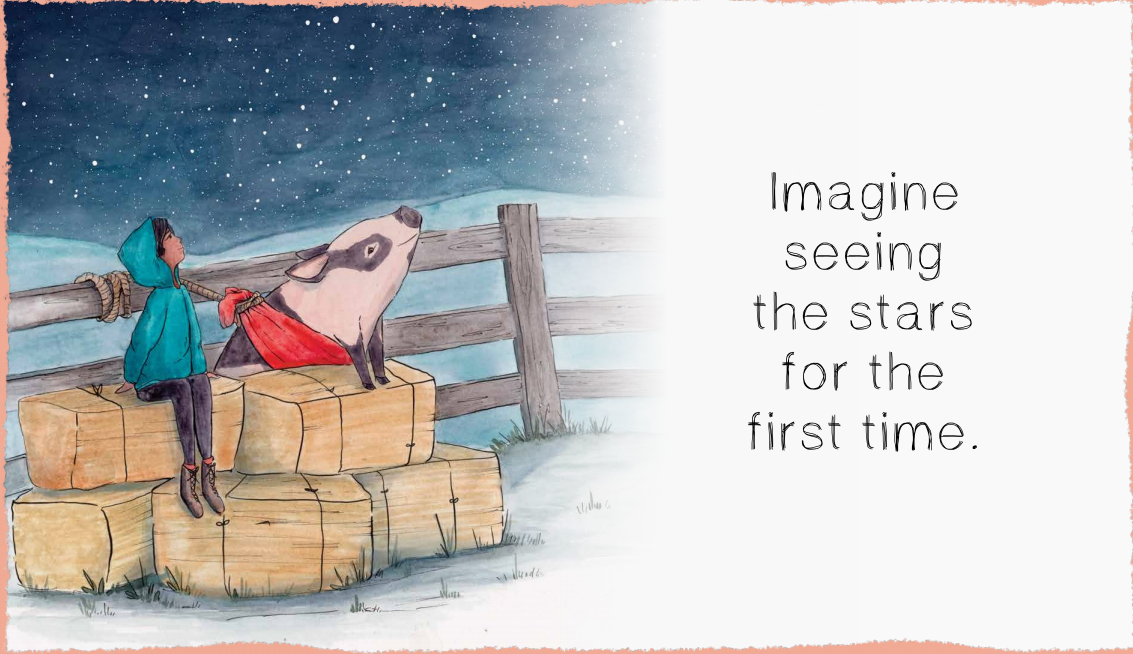 Imagine
seeing
the stars
for the
first time.